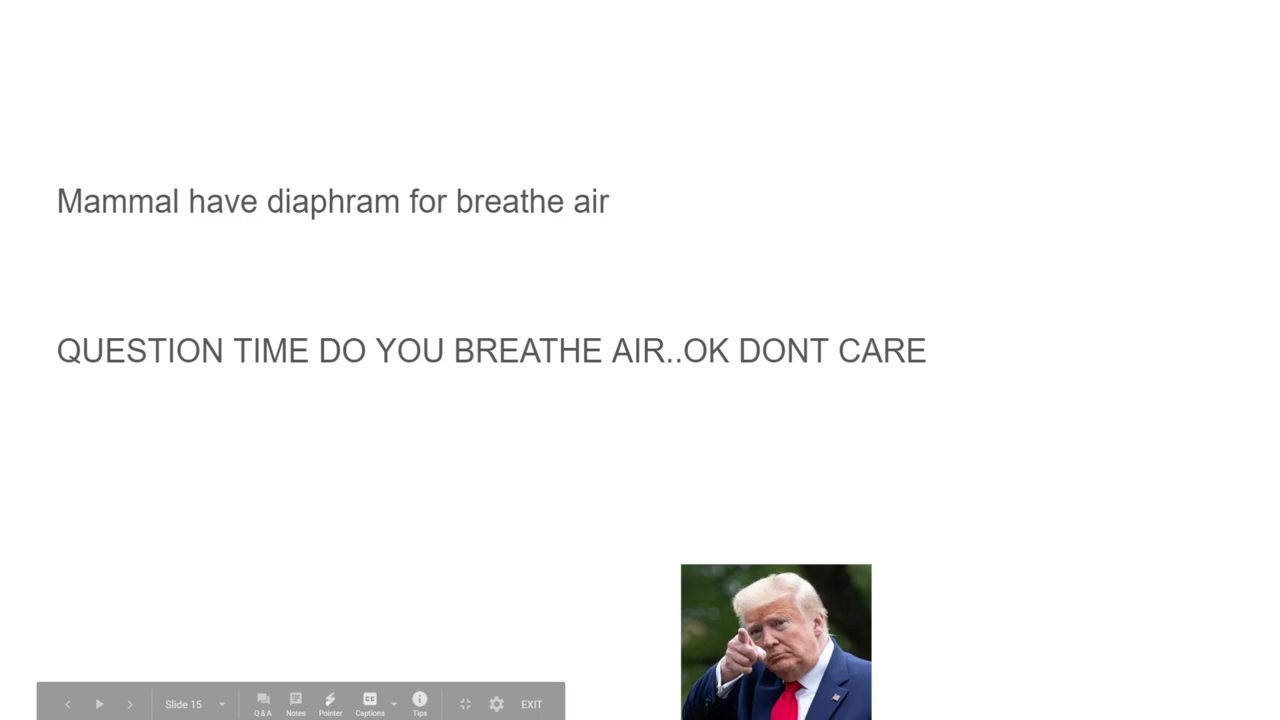 Mammal have diaphram for breathe air
QUESTION TIME DO YOU BREATHE AIR..OK DONT CARE
Slide 15
Q & A Notes Pointer Captions Tips
EXIT